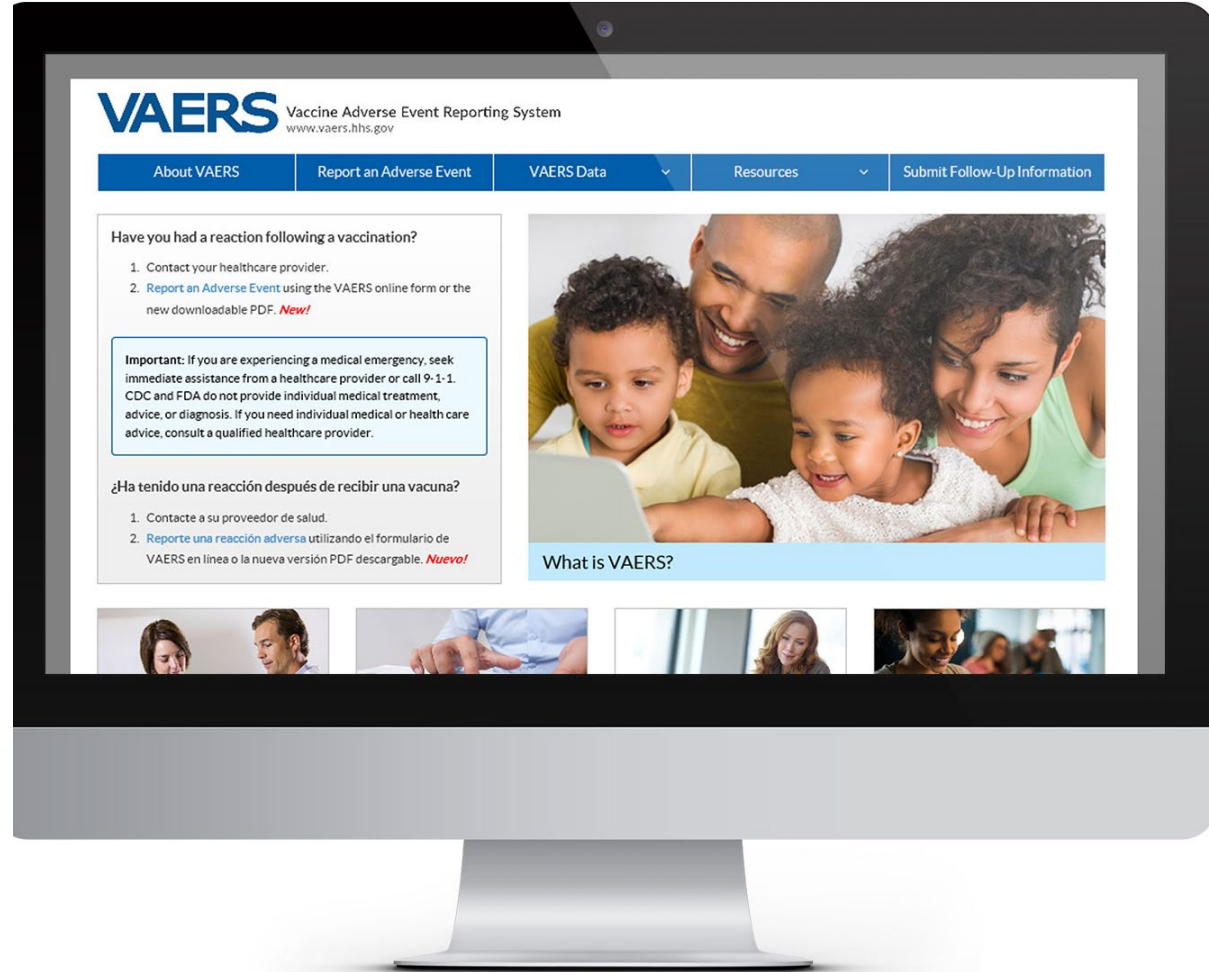 VAERS Vaccine Adverse Event Reporting System
www.vaers.hhs.gov
About VAERS Report an Adverse Event VAERS Data Resources Submit Follow-Up Information
Have you had a reaction following a vaccination?
1. Contact your healthcare provider.
2. Report an Adverse Event using the VAERS online form or the
new downloadable PDF. New!
Important: If you are experiencing a medical emergency, seek
immediate assistance from a healthcare provider or call 9-1-1.
CDC and FDA do not provide individual medical treatment,
advice, or diagnosis. If you need individual medical or health care
advice, consult a qualified healthcare provider.
¿Ha tenido una reacción después de recibir una vacuna?
1. Contacte a su proveedor de salud.
2. Reporte una reacción adversa utilizando el formulario de
VAERS en línea o la nueva versión PDF descargable. Nuevo!
What is VAERS?